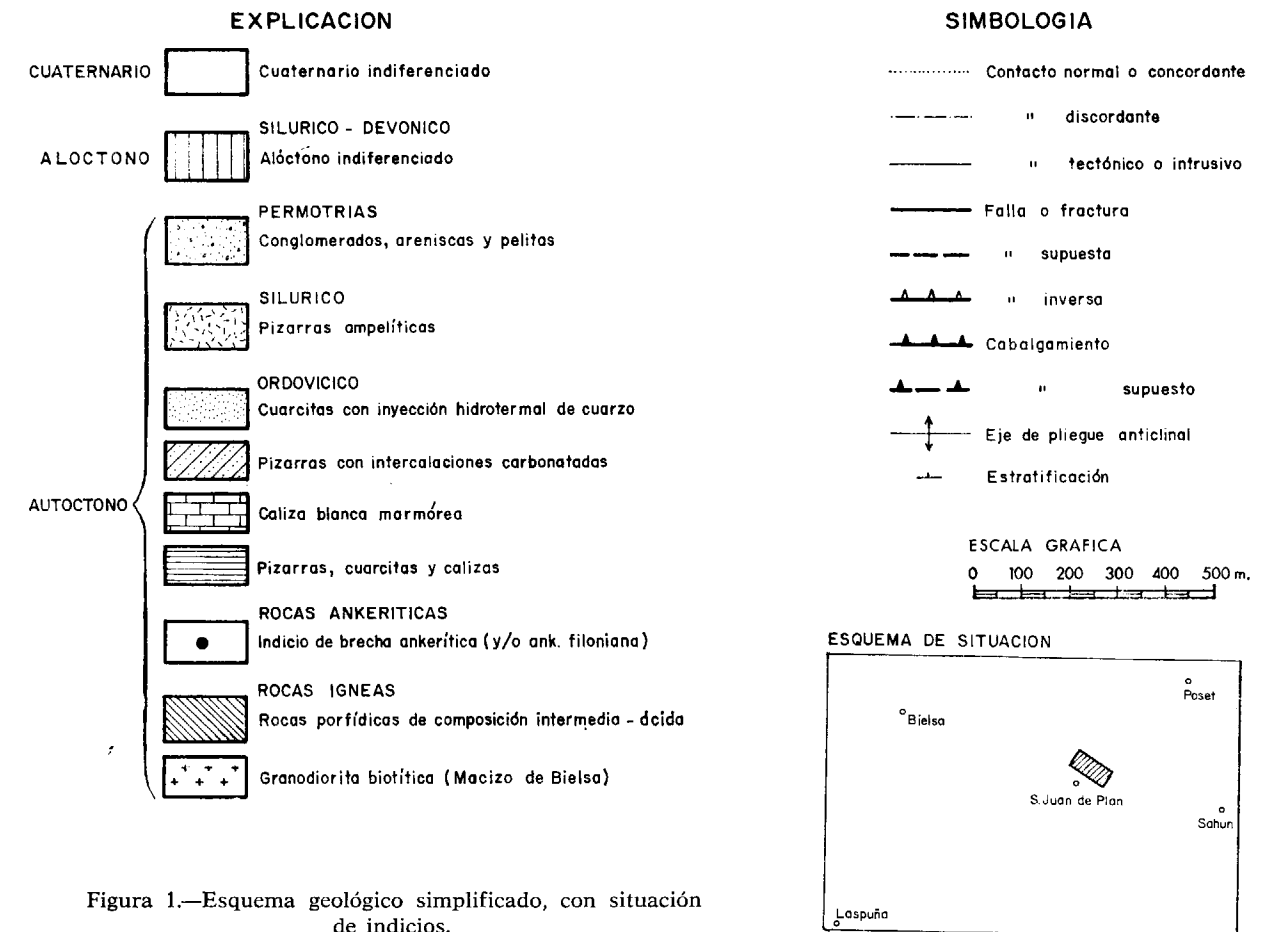 EXPLICACION
CUATERNARIO
Cuaternario indiferenciado
ALOCTONO
SILURICO - DEVONICO
Alóctono indiferenciado
AUTOCTONO
PERMOTRIAS
Conglomerados, areniscas y pelitas
SILURICO
Pizarras ampelíticas
ORDOVICICO
Cuarcitas con inyección hidrotermal de cuarzo
Pizarras con intercalaciones carbonatadas
Caliza blanca marmórea
Pizarras, cuarcitas y calizas
ROCAS ANKERITICAS
Indicio de brecha ankerítica (y/o ank. filoniana)
ROCAS IGNEAS
Rocas porfídicas de composición intermedia - ácida
Granodiorita biotítica (Macizo de Bielsa)
SIMBOLOGIA
Contacto normal o concordante
" discordante
" tectónico o intrusivo
Falla o fractura
" supuesta
" inversa
Cabalgamiento
" supuesto
Eje de pliegue anticlinal
Estratificación
ESCALA GRAFICA
0 100 200 300 400 500 m.
ESQUEMA DE SITUACION
Poset
Bielsa
S. Juan de Plan
Sahun
Laspuña
Figura 1.—Esquema geológico simplificado, con situación
de indicios.